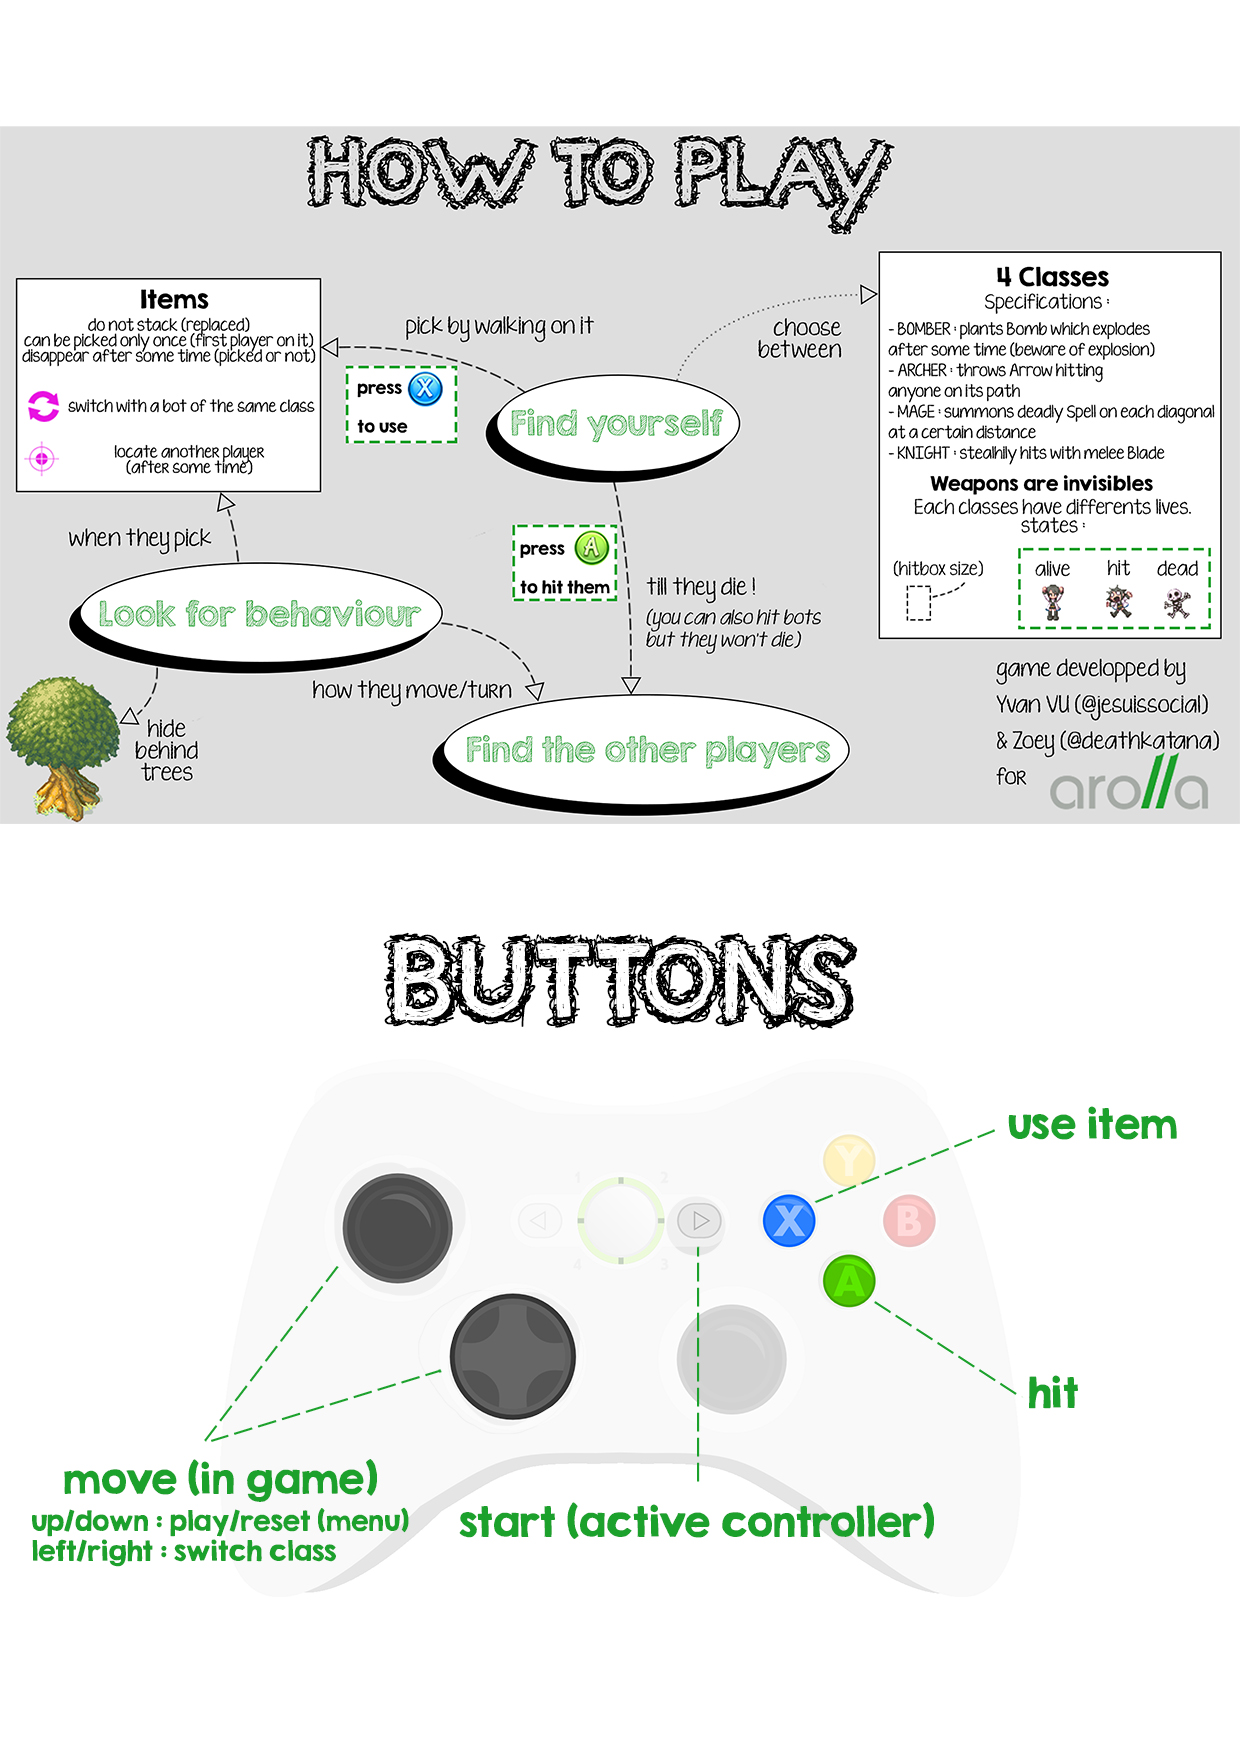 HOW TO PLAY
Items
do not stack (replaced)
can be picked only once (first player on it)
disappear after some time (picked or not)
switch with a bot of the same class
locate another player
(after some time)
pick by walking on it
press X
to use
choose
between
Find yourself
4 Classes
Specifications :
- BOMBER : plants Bomb which explodes
after some time (beware of explosion)
- ARCHER : throws Arrow hitting
anyone on its path
- MAGE : summons deadly Spell on each diagonal
at a certain distance
- KNIGHT : stealhily hits with melee Blade
Weapons are invisibles
Each classes have differents lives.
states :
(hitbox size)
alive hit dead
when they pick
press A
to hit them
till they die !
(you can also hit bots
but they won't die)
Look for behaviour
how they move/turn
hide
behind
trees
Find the other players
game developped by
Yvan VU (@jesuissocial)
& Zoey (@deathkatana)
for arolla
BUTTONS
use item
Y
X
B
A
1 2
4 3
hit
move (in game)
up/down : play/reset (menu)
left/right : switch class
start (active controller)